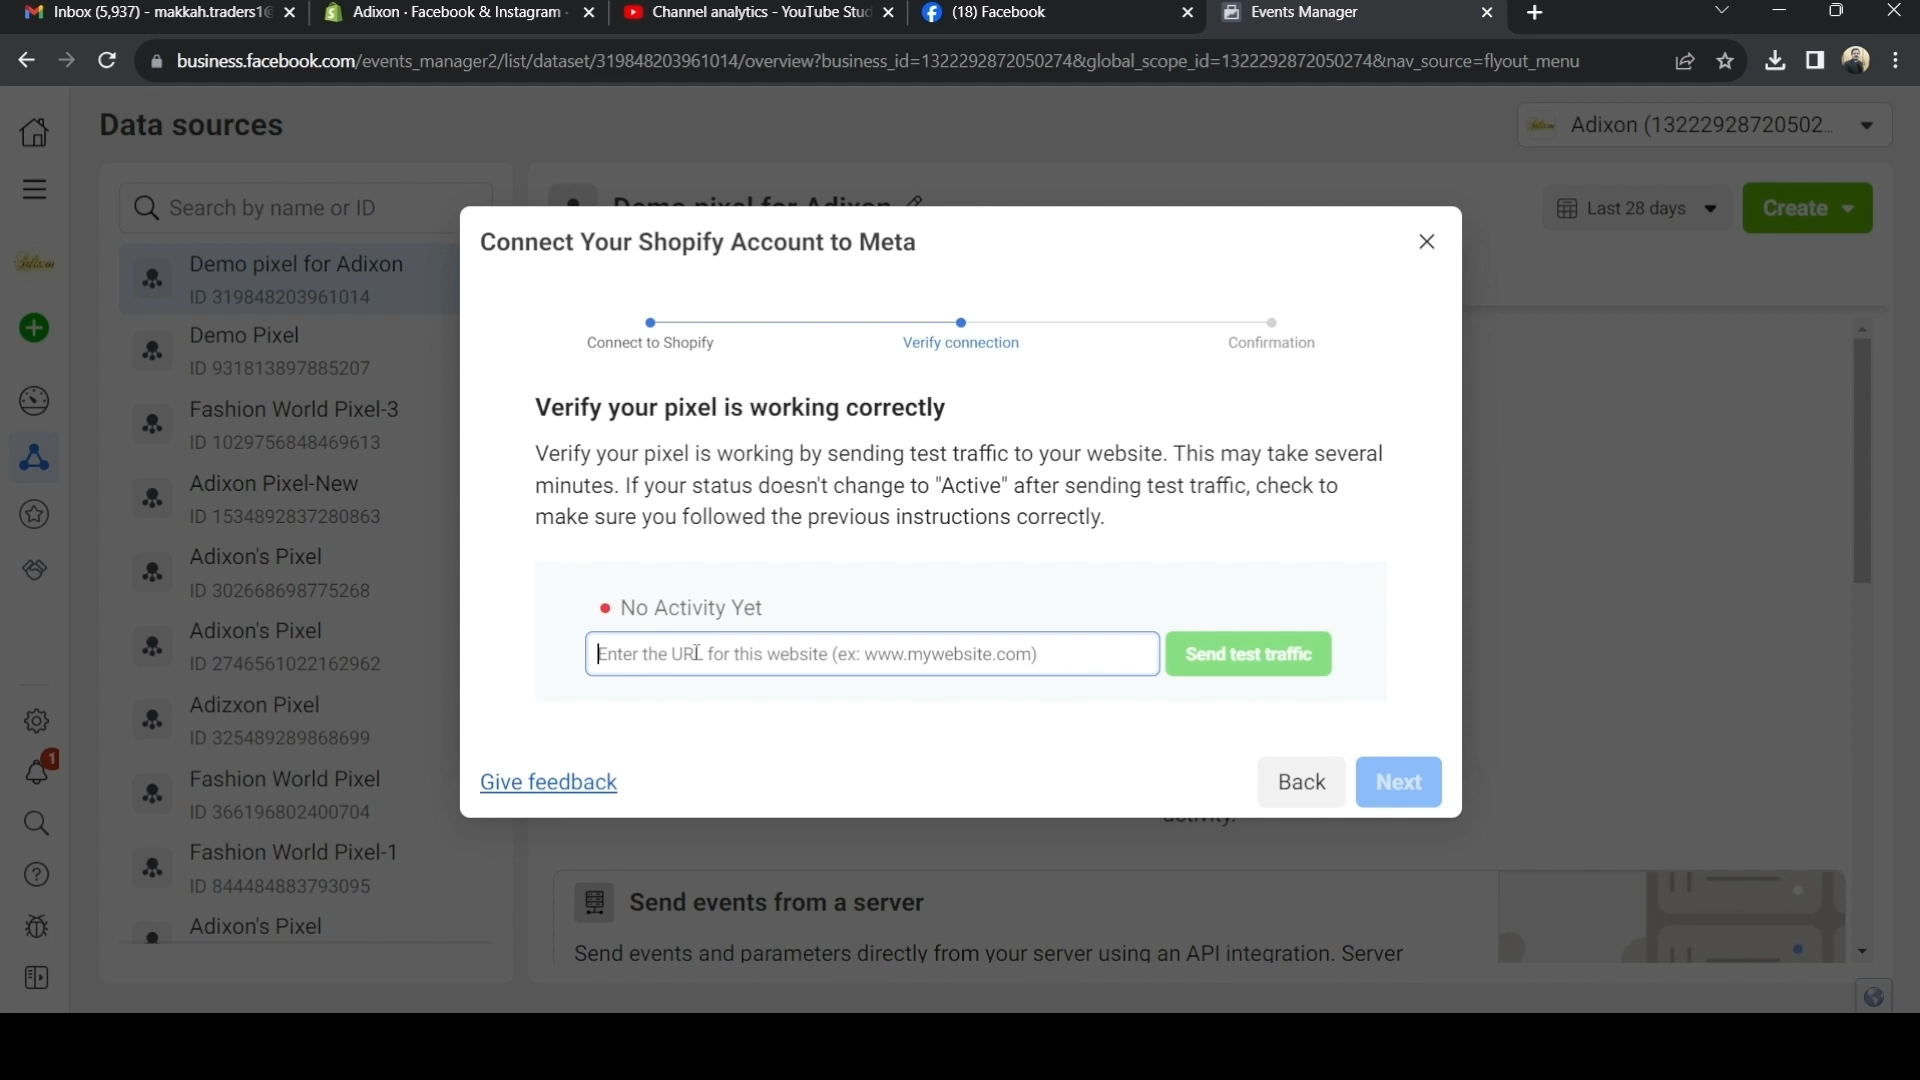 Inbox (5,937) - makkah.traders1@
Adixon · Facebook & Instagram ·
Channel analytics - YouTube Stud
(18) Facebook
Events Manager
business.facebook.com/events_manager2/list/dataset/319848203961014/overview?business_id=1322292872050274&global_scope_id=1322292872050274&nav_source=flyout_menu
Data sources
Adixon (13222928720502...
Search by name or ID
Demo pixel for Adixon
Last 28 days
Create
Demo pixel for Adixon
ID 319848203961014
Demo Pixel
ID 931813897885207
Fashion World Pixel-3
ID 1029756848469613
Adixon Pixel-New
ID 1534892837280863
Adixon's Pixel
ID 302668698775268
Adixon's Pixel
ID 2746561022162962
Adizxon Pixel
ID 325489289868699
1
Fashion World Pixel
ID 366196802400704
Fashion World Pixel-1
ID 844484883793095
Adixon's Pixel
Connect Your Shopify Account to Meta
Connect to Shopify
Verify connection
Confirmation
Verify your pixel is working correctly
Verify your pixel is working by sending test traffic to your website. This may take several
minutes. If your status doesn't change to "Active" after sending test traffic, check to
make sure you followed the previous instructions correctly.
No Activity Yet
Enter the URL for this website (ex: www.mywebsite.com)
Send test traffic
Give feedback
Back
Next
activity.
Send events from a server
Send events and parameters directly from your server using an API integration. Server